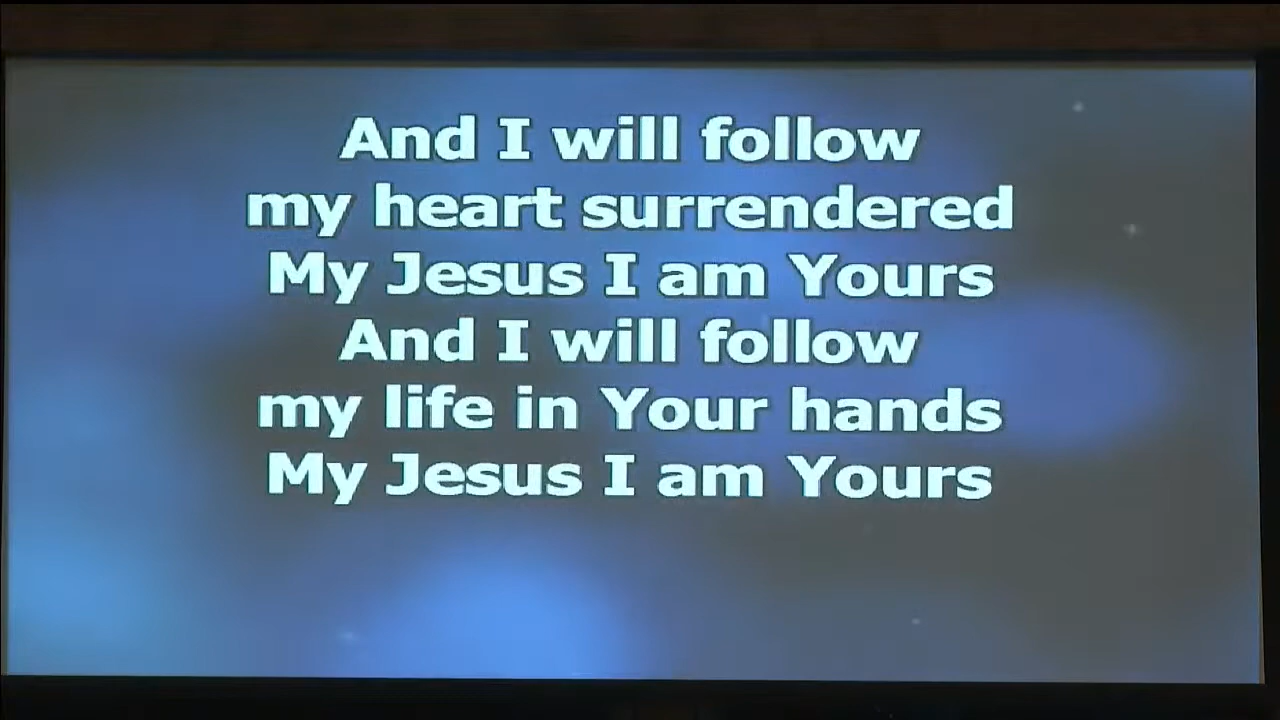 And I will follow
my heart surrendered
My Jesus I am Yours
And I will follow
my life in Your hands
My Jesus I am Yours